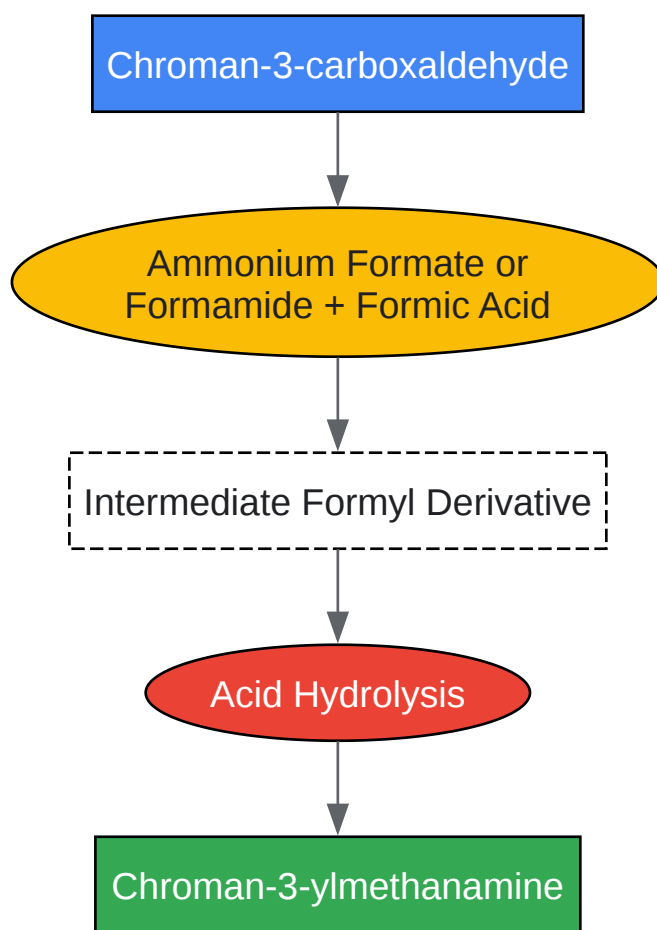 Chroman-3-carboxaldehyde
Ammonium Formate or
Formamide + Formic Acid
Intermediate Formyl Derivative
Acid Hydrolysis
Chroman-3-ylmethanamine